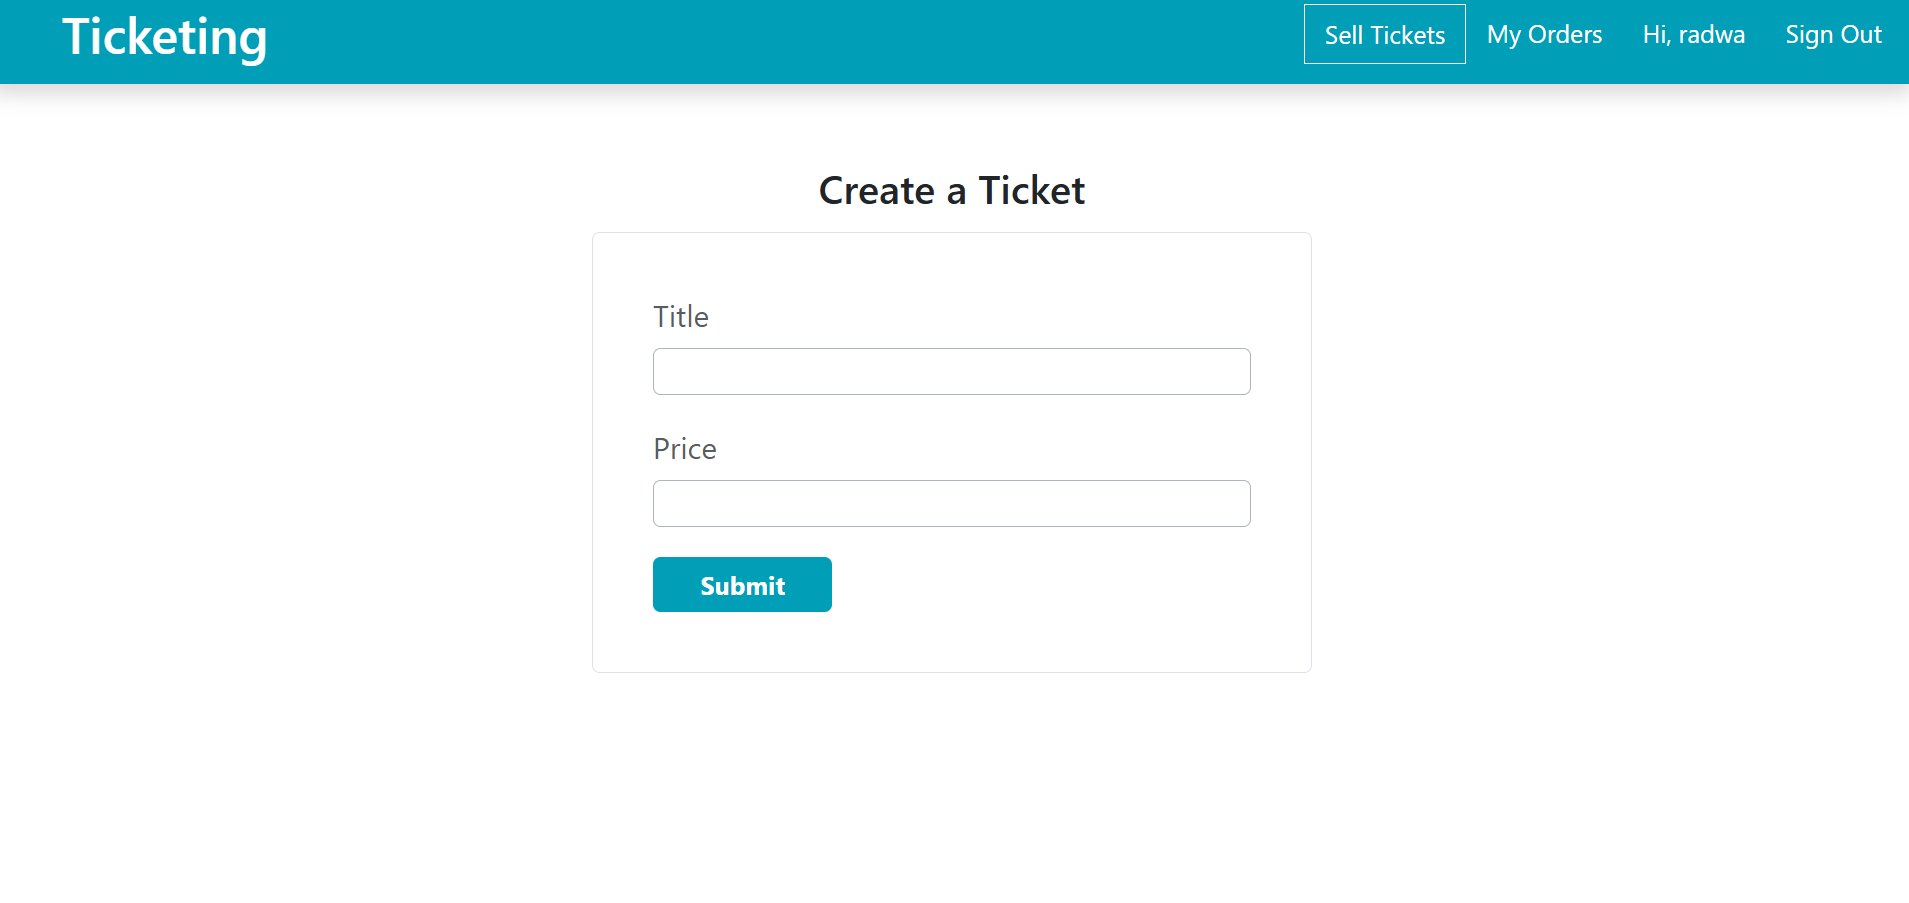 Ticketing
Sell Tickets My Orders Hi, radwa Sign Out
Create a Ticket
Title
Price
Submit